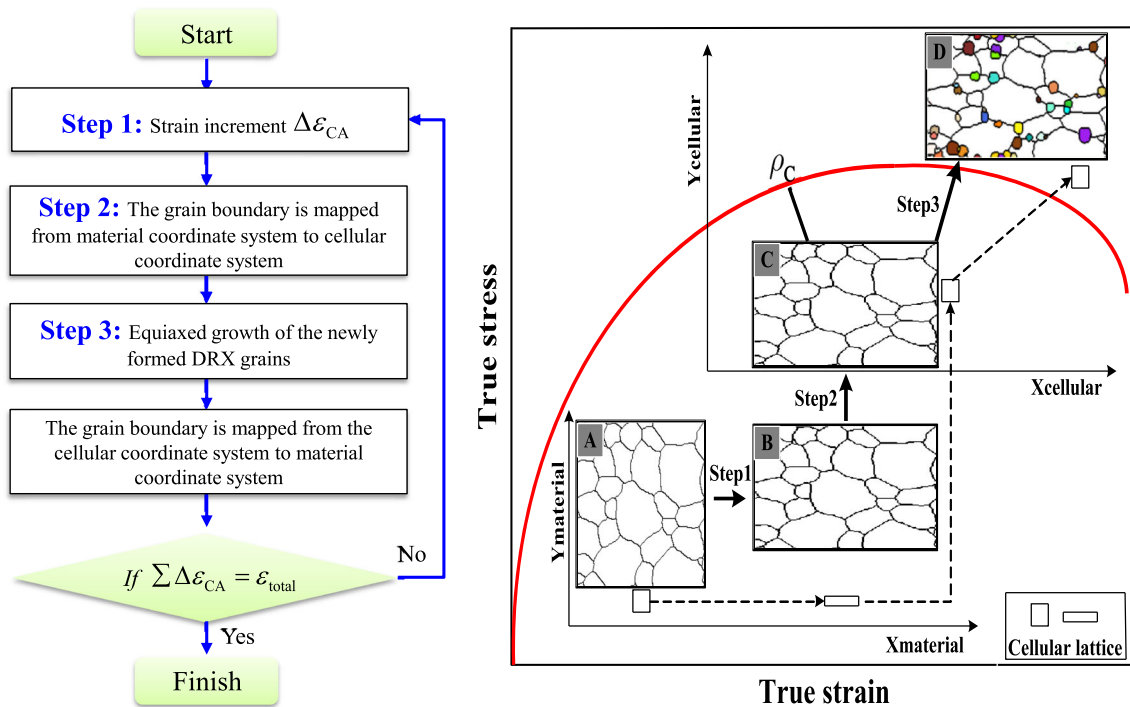 Start
Step 1: Strain increment Δε_CA
Step 2: The grain boundary is mapped
from material coordinate system to cellular
coordinate system
Step 3: Equiaxed growth of the newly
formed DRX grains
The grain boundary is mapped from the
cellular coordinate system to material
coordinate system
If ∑ Δε_CA = ε_total
No
Yes
Finish
True stress
Ycellular
D
ρ_C
Step3
C
Xcellular
Step2
Ymaterial
A
Step1
B
Xmaterial
Cellular lattice
True strain